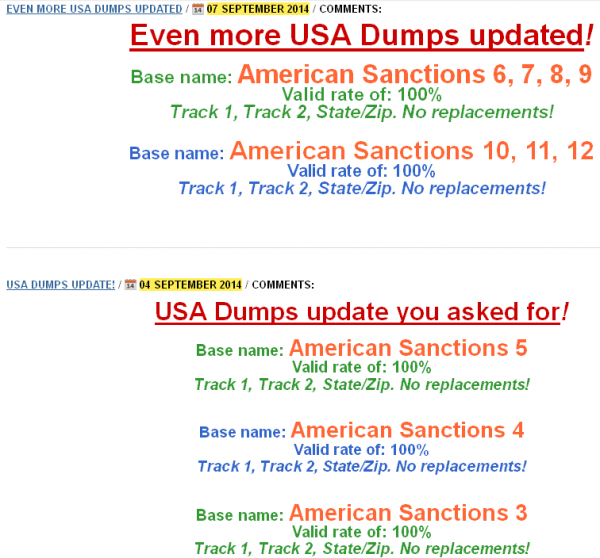 EVEN MORE USA DUMPS UPDATED / 14 07 SEPTEMBER 2014 / COMMENTS:
Even more USA Dumps updated!
Base name: American Sanctions 6, 7, 8, 9
Valid rate of: 100%
Track 1, Track 2, State/Zip. No replacements!
Base name: American Sanctions 10, 11, 12
Valid rate of: 100%
Track 1, Track 2, State/Zip. No replacements!
USA DUMPS UPDATE! / 14 04 SEPTEMBER 2014 / COMMENTS:
USA Dumps update you asked for!
Base name: American Sanctions 5
Valid rate of: 100%
Track 1, Track 2, State/Zip. No replacements!
Base name: American Sanctions 4
Valid rate of: 100%
Track 1, Track 2, State/Zip. No replacements!
Base name: American Sanctions 3
Valid rate of: 100%
Track 1, Track 2, State/Zip. No replacements!